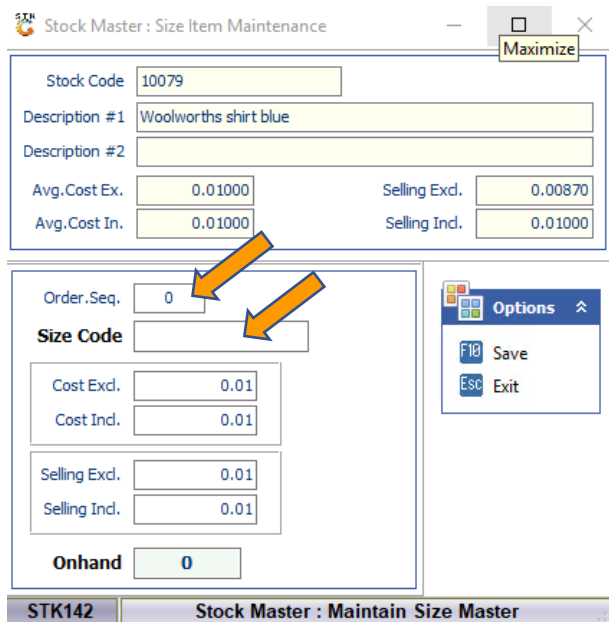 STK
Stock Master : Size Item Maintenance
Maximize
Stock Code 10079
Description #1 Woolworths shirt blue
Description #2
Avg.Cost Ex. 0.01000 Selling Excl. 0.00870
Avg.Cost In. 0.01000 Selling Incl. 0.01000
Order.Seq. 0
Size Code
Cost Excl. 0.01
Cost Incl. 0.01
Selling Excl. 0.01
Selling Incl. 0.01
Onhand 0
Options
F10 Save
Esc Exit
STK142 Stock Master : Maintain Size Master